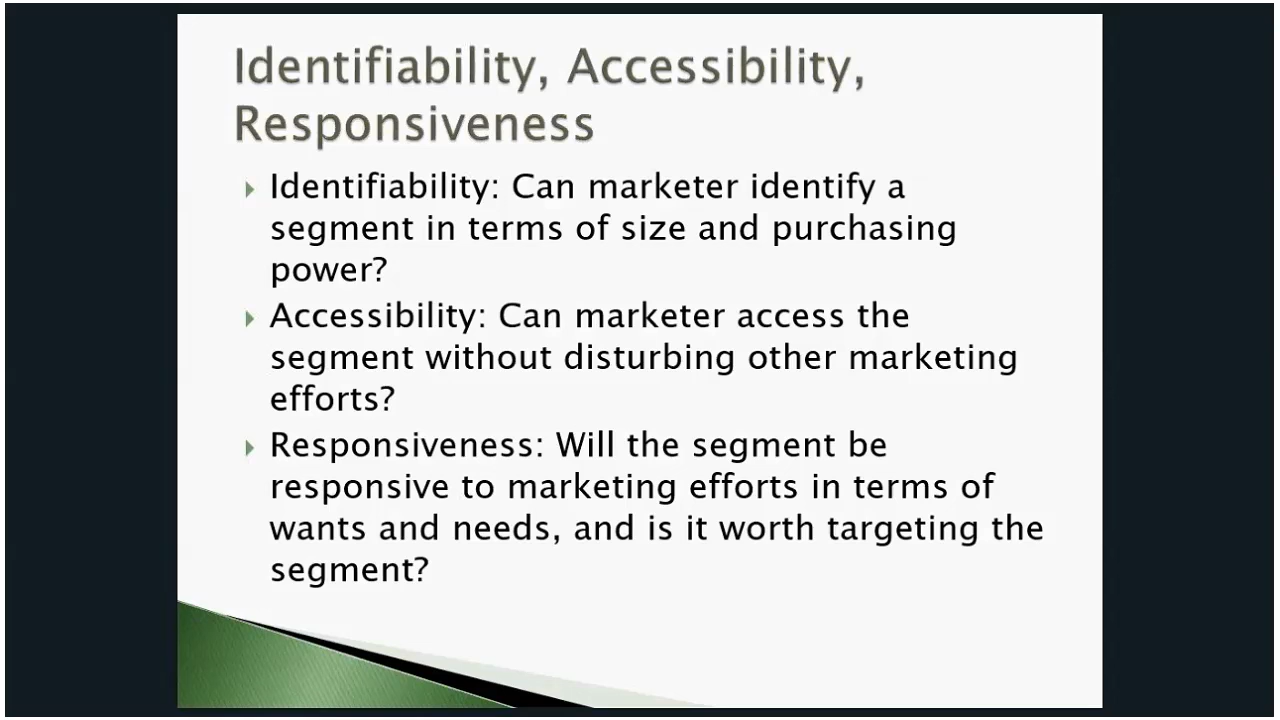 Identifiability, Accessibility,
Responsiveness
Identifiability: Can marketer identify a
segment in terms of size and purchasing
power?
Accessibility: Can marketer access the
segment without disturbing other marketing
efforts?
Responsiveness: Will the segment be
responsive to marketing efforts in terms of
wants and needs, and is it worth targeting the
segment?